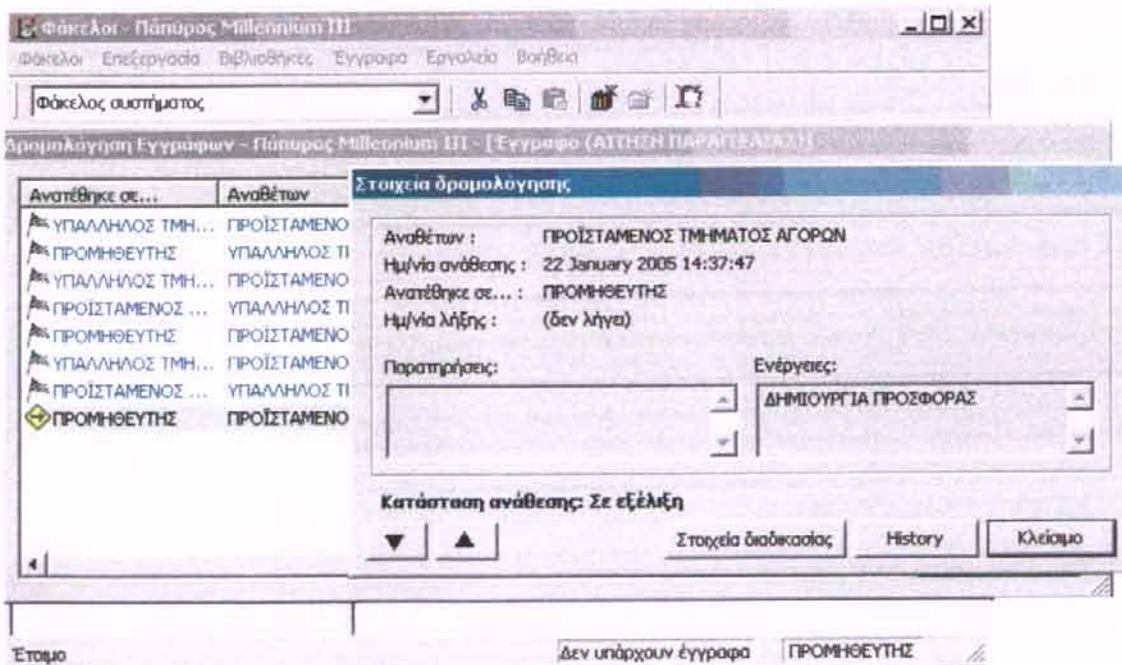 Φάκελοι - Πάπυρος Millennium III
Φάκελοι Επεξεργασία Βιβλιοθήκες Έγγραφα Εργαλεία Βοήθεια
Φάκελος συστήματος
Δρομολόγηση Εγγράφων - Πάπυρος Millennium III - [Έγγραφο (ΑΙΤΗΣΗ ΠΑΡΑΓΓΕΛΙΑΣ)]
Ανατέθηκε σε... Αναθέτων
ΥΠΑΛΛΗΛΟΣ ΤΜΗ... ΠΡΟΪΣΤΑΜΕΝΟ
ΠΡΟΜΗΘΕΥΤΗΣ ΥΠΑΛΛΗΛΟΣ ΤΙ
ΥΠΑΛΛΗΛΟΣ ΤΜΗ... ΠΡΟΪΣΤΑΜΕΝΟ
ΠΡΟΪΣΤΑΜΕΝΟΣ ... ΥΠΑΛΛΗΛΟΣ ΤΙ
ΠΡΟΜΗΘΕΥΤΗΣ ΠΡΟΪΣΤΑΜΕΝΟ
ΥΠΑΛΛΗΛΟΣ ΤΜΗ... ΠΡΟΪΣΤΑΜΕΝΟ
ΠΡΟΪΣΤΑΜΕΝΟΣ ... ΥΠΑΛΛΗΛΟΣ ΤΙ
ΠΡΟΜΗΘΕΥΤΗΣ ΠΡΟΪΣΤΑΜΕΝΟ
Στοιχεία δρομολόγησης
Αναθέτων : ΠΡΟΪΣΤΑΜΕΝΟΣ ΤΜΗΜΑΤΟΣ ΑΓΟΡΩΝ
Ημ/νία ανάθεσης : 22 January 2005 14:37:47
Ανατέθηκε σε... : ΠΡΟΜΗΘΕΥΤΗΣ
Ημ/νία λήξης : (δεν λήγει)
Παρατηρήσεις: Ενέργειες:
ΔΗΜΙΟΥΡΓΙΑ ΠΡΟΣΦΟΡΑΣ
Κατάσταση ανάθεσης: Σε εξέλιξη
Στοιχεία διαδικασίας History Κλείσιμο
Έτοιμο Δεν υπάρχουν έγγραφα ΠΡΟΜΗΘΕΥΤΗΣ